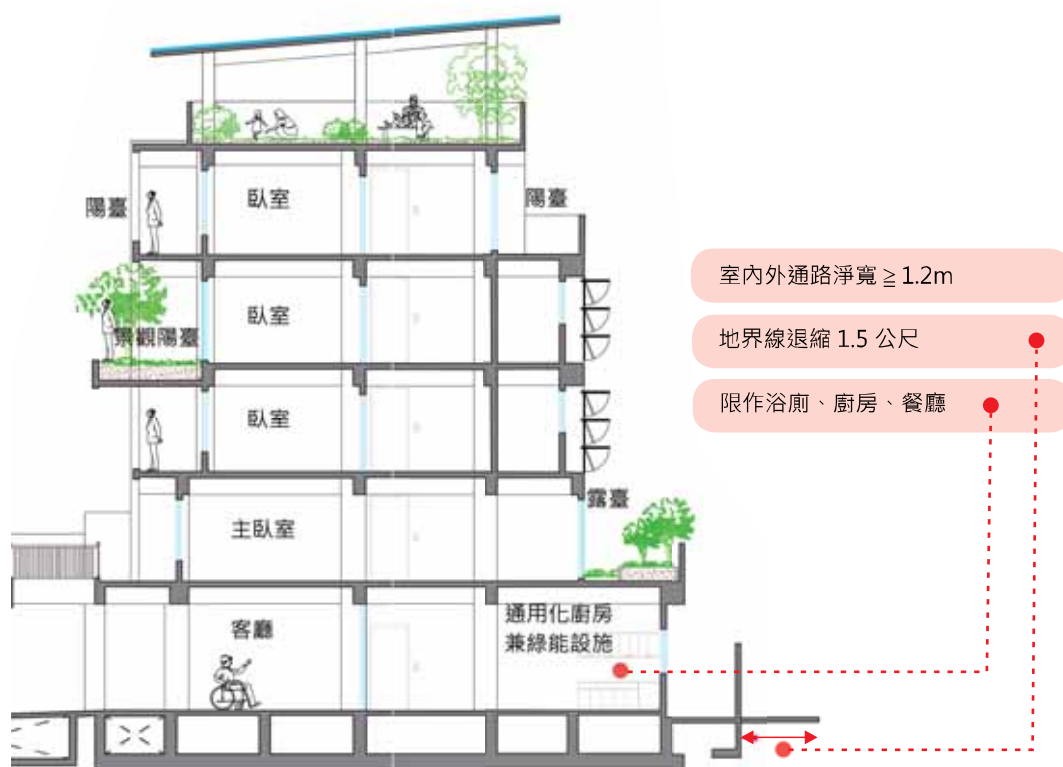 陽臺
臥室
陽臺
臥室
景觀陽臺
臥室
露臺
主臥室
通用化廚房
兼綠能設施
客廳
室內外通路淨寬 ≧ 1.2m
地界線退縮 1.5 公尺
限作浴廁、廚房、餐廳